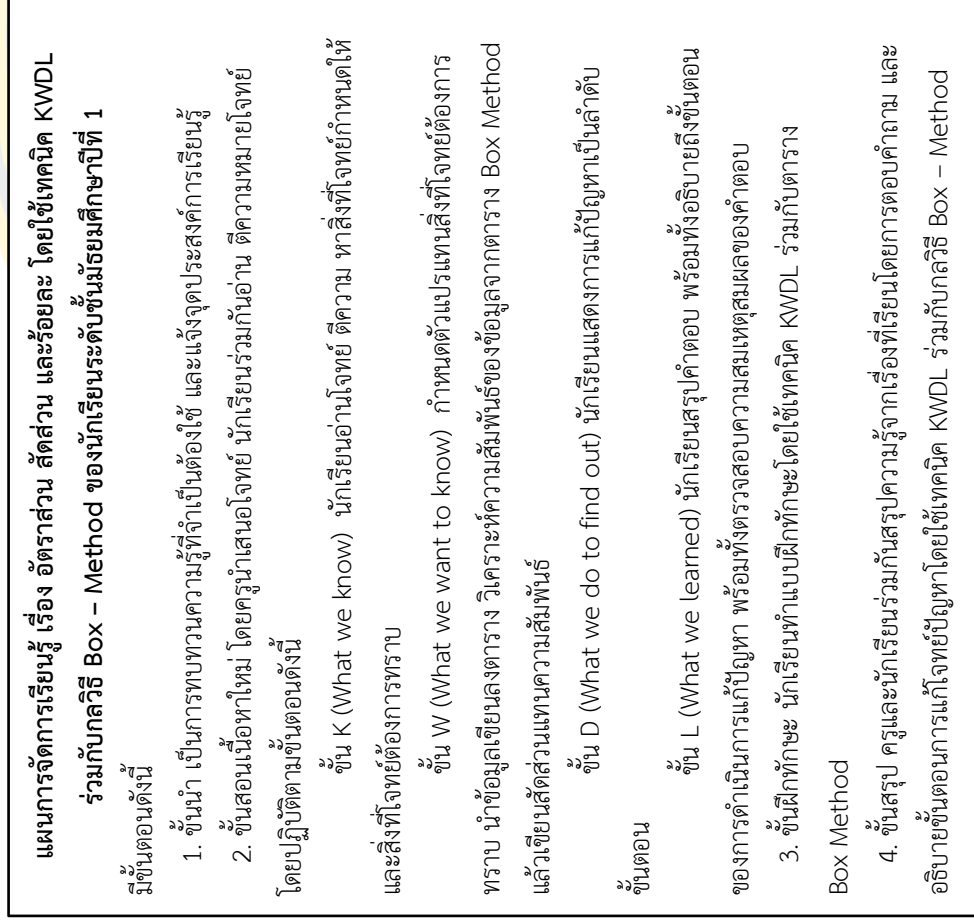 แผนการจัดการเรียนรู้ เรื่อง อัตราส่วน สัดส่วน และร้อยละ โดยใช้เทคนิค KWDL
ร่วมกับกลวิธี Box – Method ของนักเรียนระดับชั้นมัธยมศึกษาปีที่ 1
มีขั้นตอนดังนี้
1. ขั้นนำ เป็นการทบทวนความรู้ที่จำเป็นต้องใช้ และแจ้งจุดประสงค์การเรียนรู้
2. ขั้นสอนเนื้อหาใหม่ โดยครูนำเสนอโจทย์ นักเรียนร่วมกันอ่าน ตีความหมายโจทย์
โดยปฏิบัติตามขั้นตอนดังนี้
ขั้น K (What we know) นักเรียนอ่านโจทย์ ตีความ หาสิ่งที่โจทย์กำหนดให้
และสิ่งที่โจทย์ต้องการทราบ
ขั้น W (What we want to know) กำหนดตัวแปรแทนสิ่งที่โจทย์ต้องการ
ทราบ นำข้อมูลเขียนลงตาราง วิเคราะห์ความสัมพันธ์ของข้อมูลจากตาราง Box Method
แล้วเขียนสัดส่วนแทนความสัมพันธ์
ขั้น D (What we do to find out) นักเรียนแสดงการแก้ปัญหาเป็นลำดับ
ขั้นตอน
ขั้น L (What we learned) นักเรียนสรุปคำตอบ พร้อมทั้งอธิบายถึงขั้นตอน
ของการดำเนินการแก้ปัญหา พร้อมทั้งตรวจสอบความสมเหตุสมผลของคำตอบ
3. ขั้นฝึกทักษะ นักเรียนทำแบบฝึกทักษะโดยใช้เทคนิค KWDL ร่วมกับตาราง
Box Method
4. ขั้นสรุป ครูและนักเรียนร่วมกันสรุปความรู้จากเรื่องที่เรียนโดยการตอบคำถาม และ
อธิบายขั้นตอนการแก้โจทย์ปัญหาโดยใช้เทคนิค KWDL ร่วมกับกลวิธี Box – Method